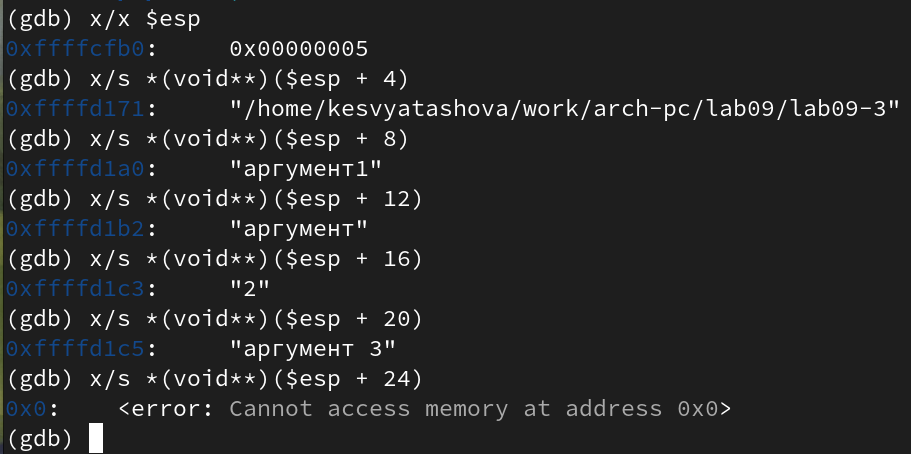 (gdb) x/x $esp
0xffffcfb0:     0x00000005
(gdb) x/s *(void**)($esp + 4)
0xffffd171:     "/home/kesvyatashova/work/arch-pc/lab09/lab09-3"
(gdb) x/s *(void**)($esp + 8)
0xffffd1a0:     "аргумент1"
(gdb) x/s *(void**)($esp + 12)
0xffffd1b2:     "аргумент"
(gdb) x/s *(void**)($esp + 16)
0xffffd1c3:     "2"
(gdb) x/s *(void**)($esp + 20)
0xffffd1c5:     "аргумент 3"
(gdb) x/s *(void**)($esp + 24)
0x0:    <error: Cannot access memory at address 0x0>
(gdb)